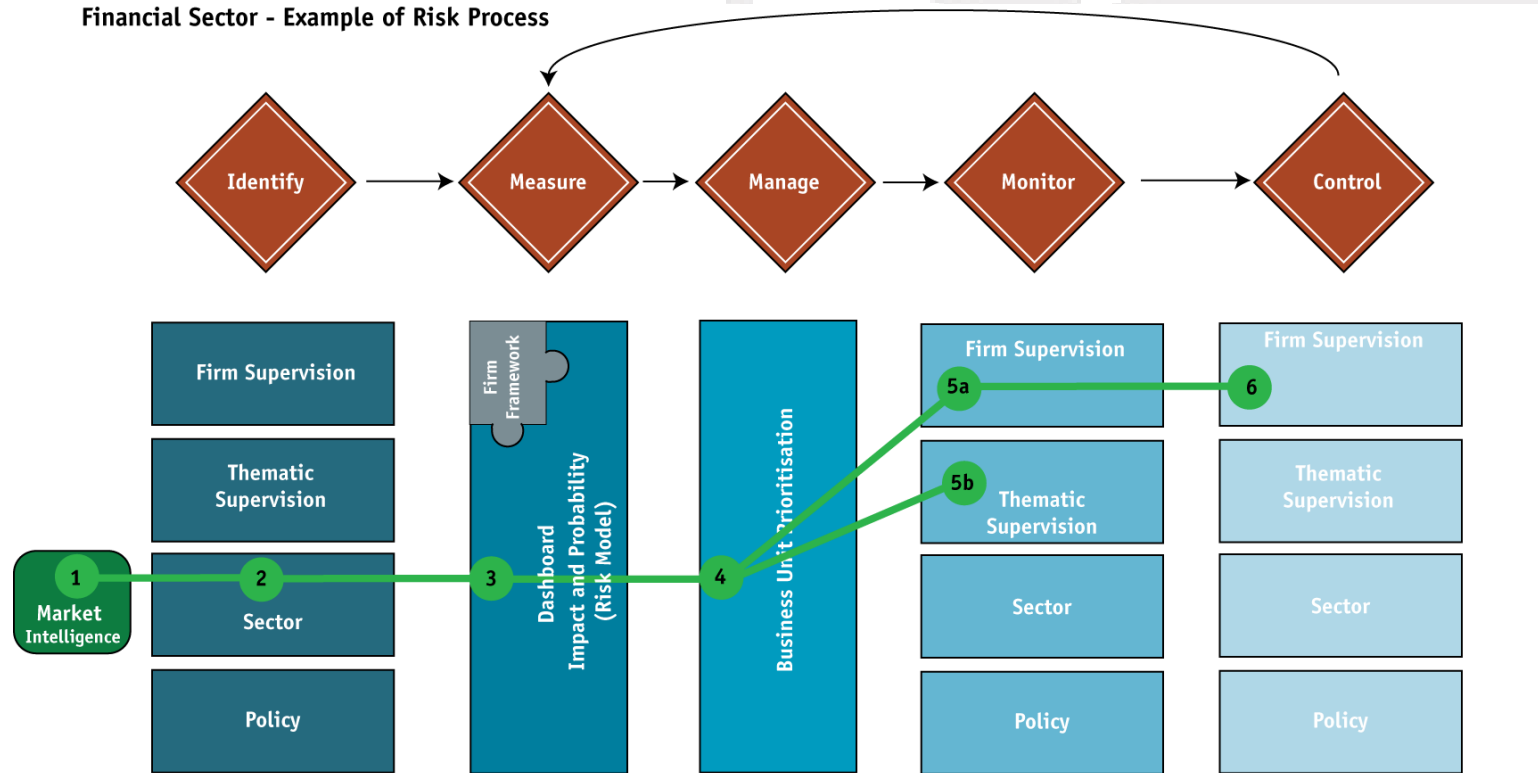 Financial Sector - Example of Risk Process
Identify
Measure
Manage
Monitor
Control
Firm Supervision
Thematic
Supervision
1
Market
Intelligence
2
Sector
Policy
Firm
Framework
3
Dashboard
Impact and Probability
(Risk Model)
4
Business Unit Prioritisation
Firm Supervision
5a
5b
Thematic
Supervision
Sector
Policy
Firm Supervision
6
Thematic
Supervision
Sector
Policy